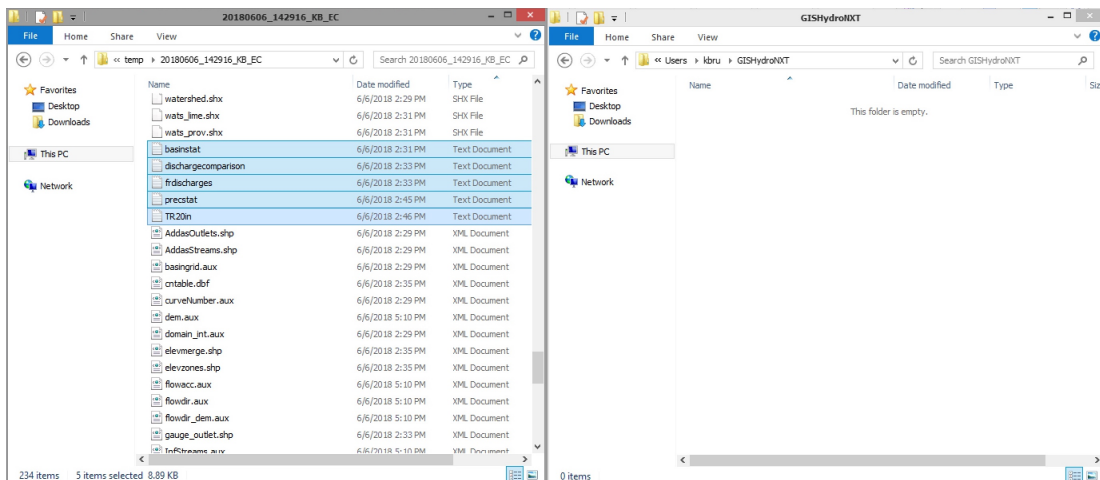 20180606_142916_KB_EC
File Home Share View
« temp › 20180606_142916_KB_EC
Search 20180606_142916_KB_EC
Favorites
Desktop
Downloads
This PC
Network
Name Date modified Type
watershed.shx 6/6/2018 2:29 PM SHX File
wats_lime.shx 6/6/2018 2:31 PM SHX File
wats_prov.shx 6/6/2018 2:31 PM SHX File
basinstat 6/6/2018 2:31 PM Text Document
dischargecomparison 6/6/2018 2:33 PM Text Document
frdischarges 6/6/2018 2:33 PM Text Document
precstat 6/6/2018 2:45 PM Text Document
TR20in 6/6/2018 2:46 PM Text Document
AddasOutlets.shp 6/6/2018 2:29 PM XML Document
AddasStreams.shp 6/6/2018 2:29 PM XML Document
basingrid.aux 6/6/2018 2:29 PM XML Document
cntable.dbf 6/6/2018 2:35 PM XML Document
curveNumber.aux 6/6/2018 2:29 PM XML Document
dem.aux 6/6/2018 5:10 PM XML Document
domain_int.aux 6/6/2018 2:29 PM XML Document
elevmerge.shp 6/6/2018 2:35 PM XML Document
elevzones.shp 6/6/2018 2:35 PM XML Document
flowacc.aux 6/6/2018 5:10 PM XML Document
flowdir.aux 6/6/2018 5:10 PM XML Document
flowdir_dem.aux 6/6/2018 5:10 PM XML Document
gauge_outlet.shp 6/6/2018 2:33 PM XML Document
InfStreams.aux 6/6/2018 5:10 PM XML Document
234 items 5 items selected 8.89 KB
GISHydroNXT
File Home Share View
« Users › kbru › GISHydroNXT
Search GISHydroNXT
Favorites
Desktop
Downloads
This PC
Network
Name Date modified Type Siz
This folder is empty.
0 items